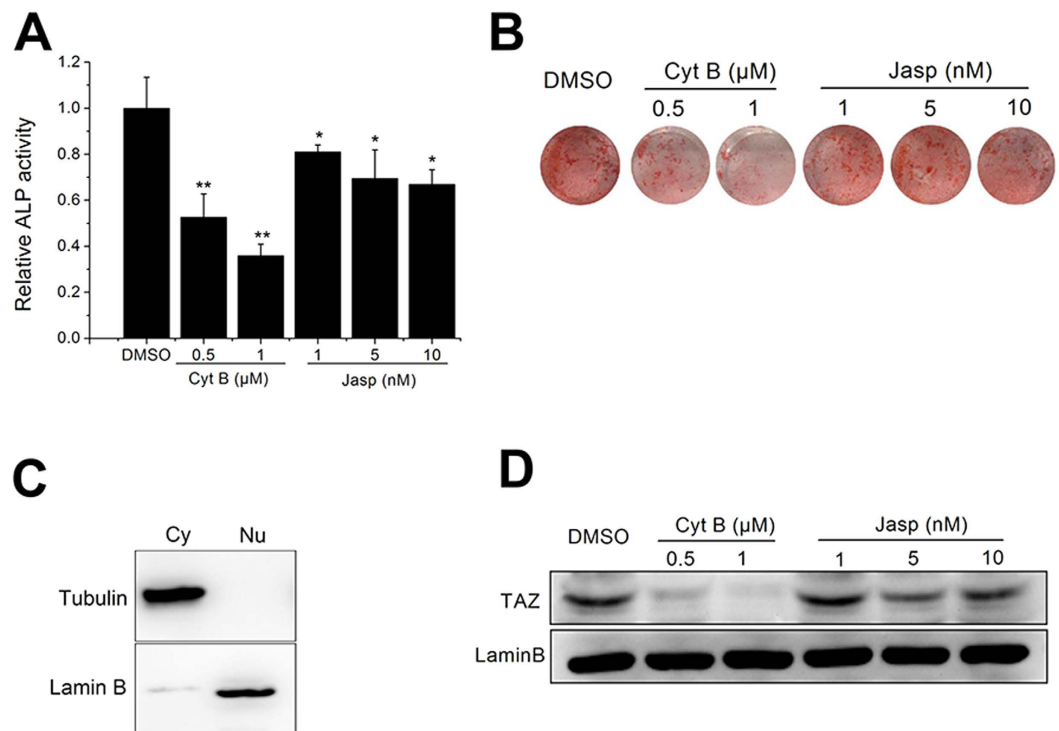 A
1.2
1.0
0.8
0.6
0.4
0.2
0.0
Relative ALP activity
** ** * * *
DMSO 0.5 1 1 5 10
Cyt B (µM) Jasp (nM)
B
DMSO Cyt B (µM) Jasp (nM)
0.5 1 1 5 10
C
Cy Nu
Tubulin
Lamin B
D
DMSO Cyt B (µM) Jasp (nM)
0.5 1 1 5 10
TAZ
LaminB